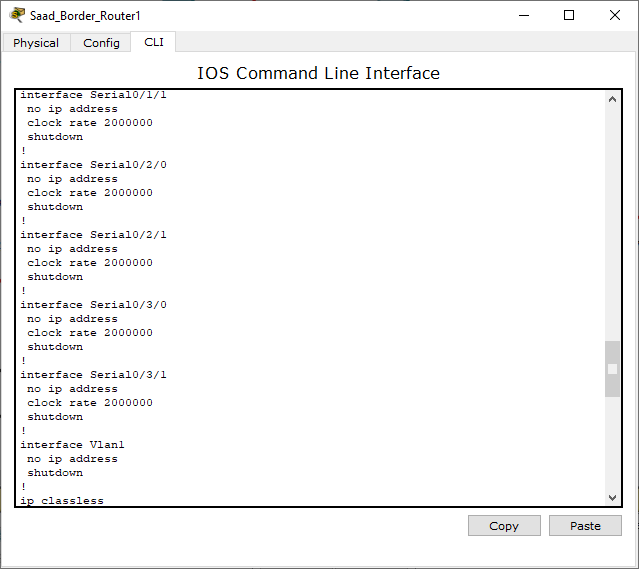 Saad_Border_Router1
Physical Config CLI
IOS Command Line Interface
interface Serial0/1/1
 no ip address
 clock rate 2000000
 shutdown
!
interface Serial0/2/0
 no ip address
 clock rate 2000000
 shutdown
!
interface Serial0/2/1
 no ip address
 clock rate 2000000
 shutdown
!
interface Serial0/3/0
 no ip address
 clock rate 2000000
 shutdown
!
interface Serial0/3/1
 no ip address
 clock rate 2000000
 shutdown
!
interface Vlan1
 no ip address
 shutdown
!
ip classless
Copy Paste